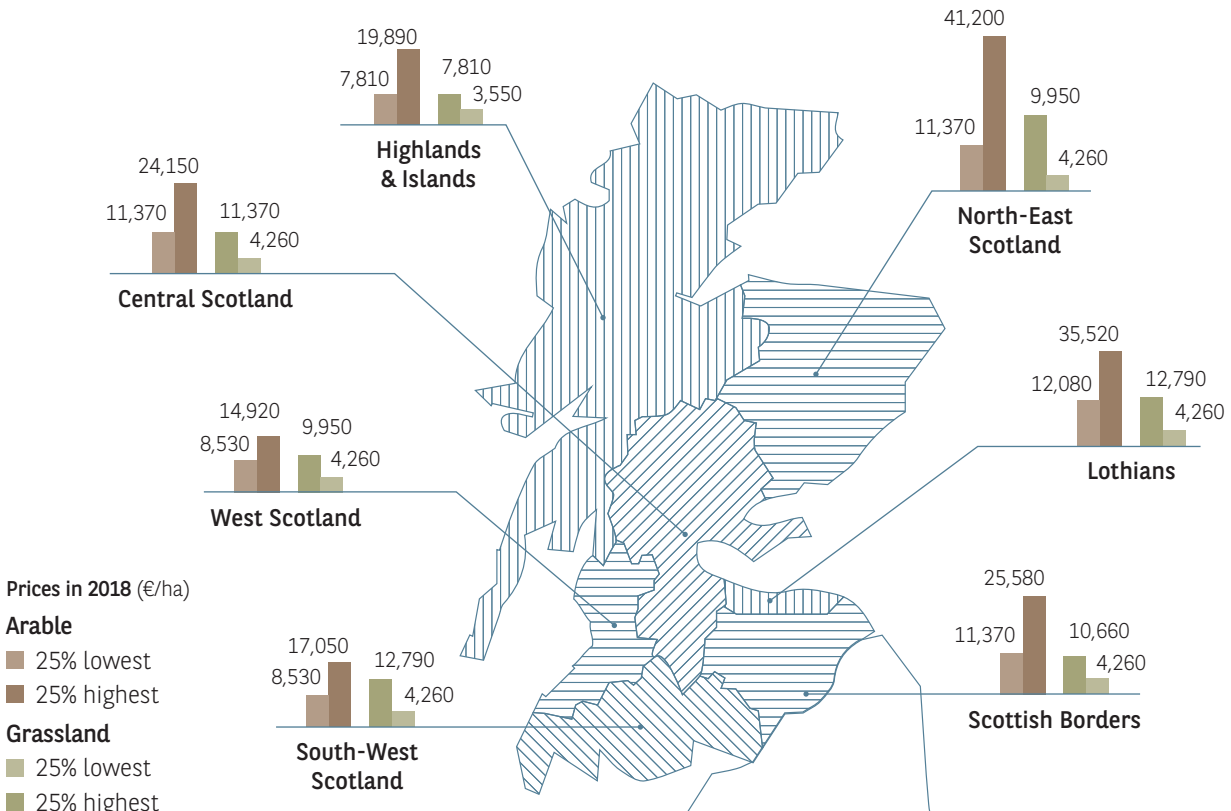 41,200
11,370
9,950
4,260
North-East
Scotland
19,890
7,810
7,810
3,550
Highlands
& Islands
24,150
11,370
11,370
4,260
Central Scotland
35,520
12,080
12,790
4,260
Lothians
14,920
8,530
9,950
4,260
West Scotland
25,580
11,370
10,660
4,260
Scottish Borders
17,050
8,530
12,790
4,260
South-West
Scotland
Prices in 2018 (€/ha)
Arable
25% lowest
25% highest
Grassland
25% lowest
25% highest